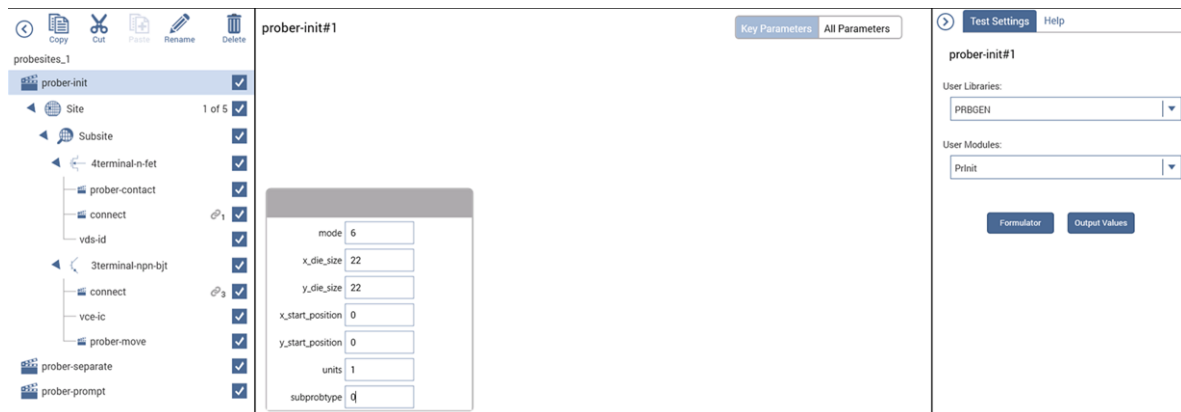 Copy Cut Paste Rename Delete
probesites_1
prober-init
Site 1 of 5
Subsite
4terminal-n-fet
prober-contact
connect 1
vds-id
3terminal-npn-bjt
connect 3
vce-ic
prober-move
prober-separate
prober-prompt
prober-init#1
Key Parameters All Parameters
mode 6
x_die_size 22
y_die_size 22
x_start_position 0
y_start_position 0
units 1
subprobtype 0
Test Settings Help
prober-init#1
User Libraries:
PRBGEN
User Modules:
PrInit
Formulator Output Values